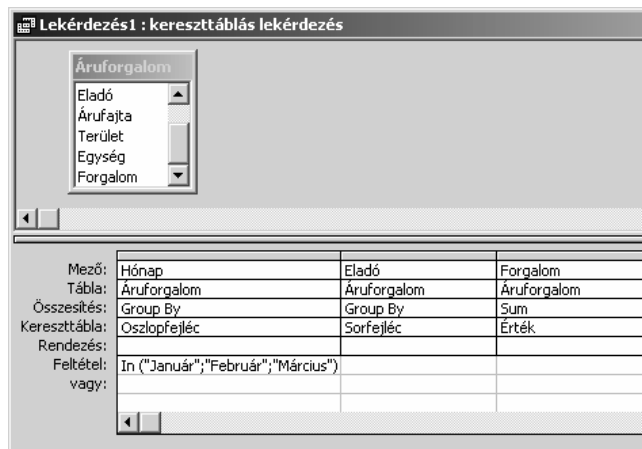 Lekérdezés1 : kereszttáblás lekérdezés
Áruforgalom
Eladó
Árufajta
Terület
Egység
Forgalom
Mező: Hónap Eladó Forgalom
Tábla: Áruforgalom Áruforgalom Áruforgalom
Összesítés: Group By Group By Sum
Kereszttábla: Oszlopfejléc Sorfejléc Érték
Rendezés:
Feltétel: In ("Január";"Február";"Március")
vagy: